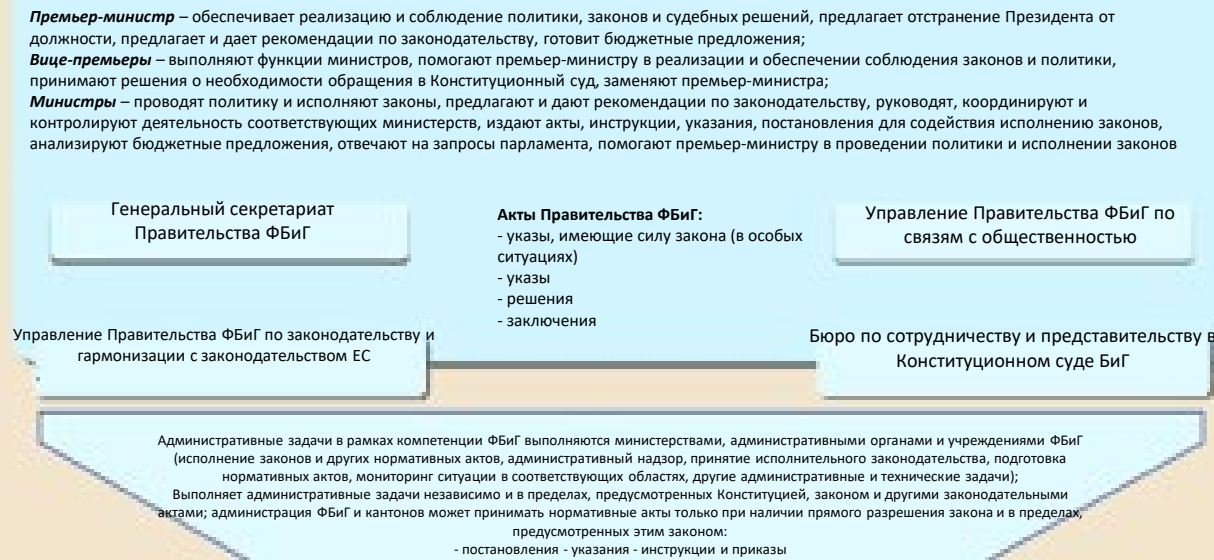 Премьер-министр – обеспечивает реализацию и соблюдение политики, законов и судебных решений, предлагает отстранение Президента от
должности, предлагает и дает рекомендации по законодательству, готовит бюджетные предложения;
Вице-премьеры – выполняют функции министров, помогают премьер-министру в реализации и обеспечении соблюдения законов и политики,
принимают решения о необходимости обращения в Конституционный суд, заменяют премьер-министра;
Министры – проводят политику и исполняют законы, предлагают и дают рекомендации по законодательству, руководят, координируют и
контролируют деятельность соответствующих министерств, издают акты, инструкции, указания, постановления для содействия исполнению законов,
анализируют бюджетные предложения, отвечают на запросы парламента, помогают премьер-министру в проведении политики и исполнении законов
Генеральный секретариат
Правительства ФБиГ
Акты Правительства ФБиГ:
- указы, имеющие силу закона (в особых
ситуациях)
- указы
- решения
- заключения
Управление Правительства ФБиГ по
связям с общественностью
Управление Правительства ФБиГ по законодательству и
гармонизации с законодательством ЕС
Бюро по сотрудничеству и представительству в
Конституционном суде БиГ
Административные задачи в рамках компетенции ФБиГ выполняются министерствами, административными органами и учреждениями ФБиГ
(исполнение законов и других нормативных актов, административный надзор, принятие исполнительного законодательства, подготовка
нормативных актов, мониторинг ситуации в соответствующих областях, другие административные и технические задачи);
Выполняет административные задачи независимо и в пределах, предусмотренных Конституцией, законом и другими законодательными
актами; администрация ФБиГ и кантонов может принимать нормативные акты только при наличии прямого разрешения закона и в пределах,
предусмотренных этим законом:
- постановления - указания - инструкции и приказы